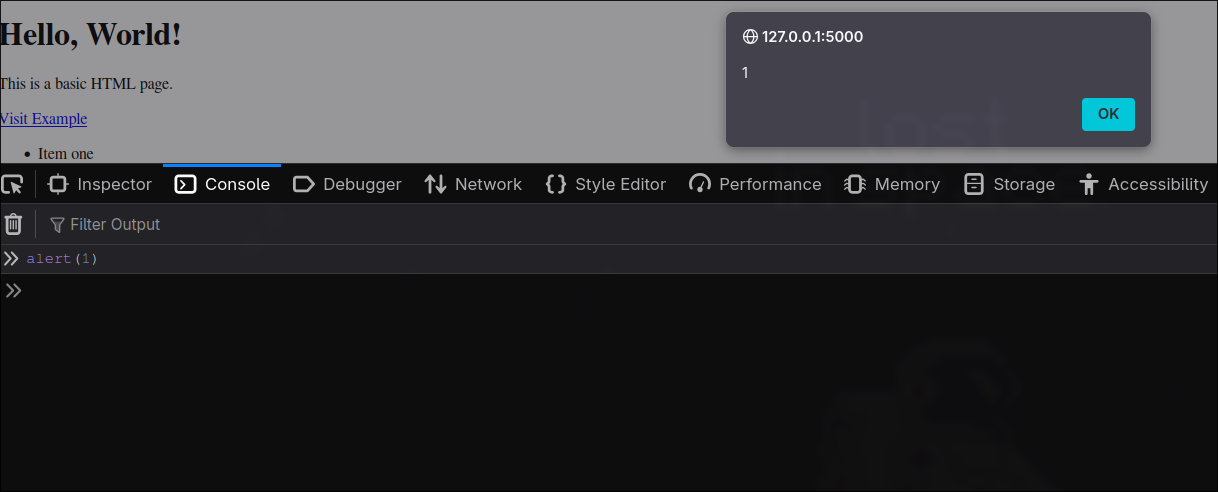 Hello, World!
This is a basic HTML page.
Visit Example
• Item one
127.0.0.1:5000
1
OK
Inspector Console Debugger Network Style Editor Performance Memory Storage Accessibility
Filter Output
alert(1)
lost